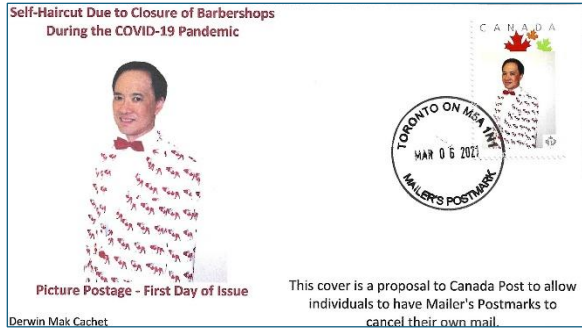 Self-Haircut Due to Closure of Barbershops
During the COVID-19 Pandemic
CANADA
TORONTO ON M5A 1N1
MAR 06 2021
MAILER'S POSTMARK
Picture Postage - First Day of Issue
Derwin Mak Cachet
This cover is a proposal to Canada Post to allow
individuals to have Mailer's Postmarks to
cancel their own mail.